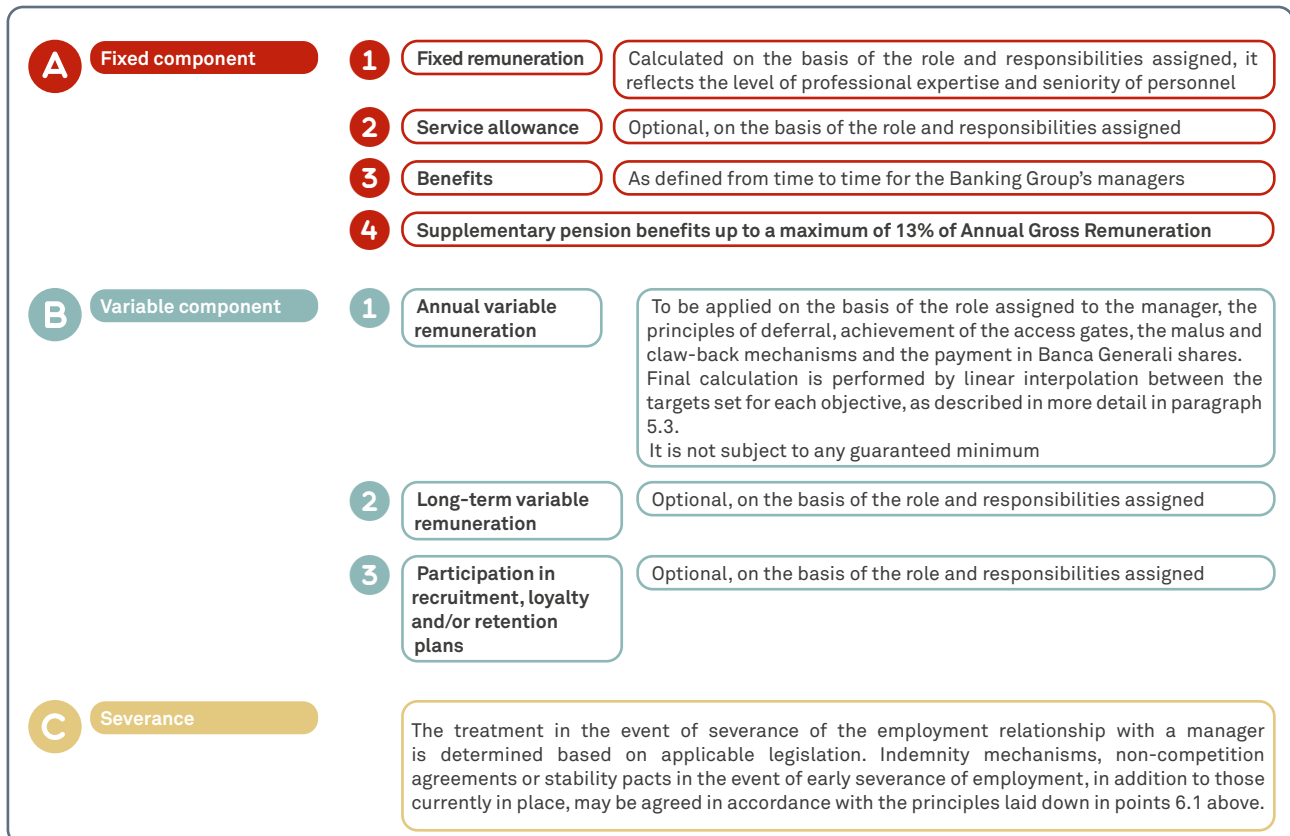 A Fixed component
1 Fixed remuneration
Calculated on the basis of the role and responsibilities assigned, it
reflects the level of professional expertise and seniority of personnel
2 Service allowance
Optional, on the basis of the role and responsibilities assigned
3 Benefits
As defined from time to time for the Banking Group's managers
4 Supplementary pension benefits up to a maximum of 13% of Annual Gross Remuneration
B Variable component
1 Annual variable
remuneration
To be applied on the basis of the role assigned to the manager, the
principles of deferral, achievement of the access gates, the malus and
claw-back mechanisms and the payment in Banca Generali shares.
Final calculation is performed by linear interpolation between the
targets set for each objective, as described in more detail in paragraph
5.3.
It is not subject to any guaranteed minimum
2 Long-term variable
remuneration
Optional, on the basis of the role and responsibilities assigned
3 Participation in
recruitment, loyalty
and/or retention
plans
Optional, on the basis of the role and responsibilities assigned
C Severance
The treatment in the event of severance of the employment relationship with a manager
is determined based on applicable legislation. Indemnity mechanisms, non-competition
agreements or stability pacts in the event of early severance of employment, in addition to those
currently in place, may be agreed in accordance with the principles laid down in points 6.1 above.